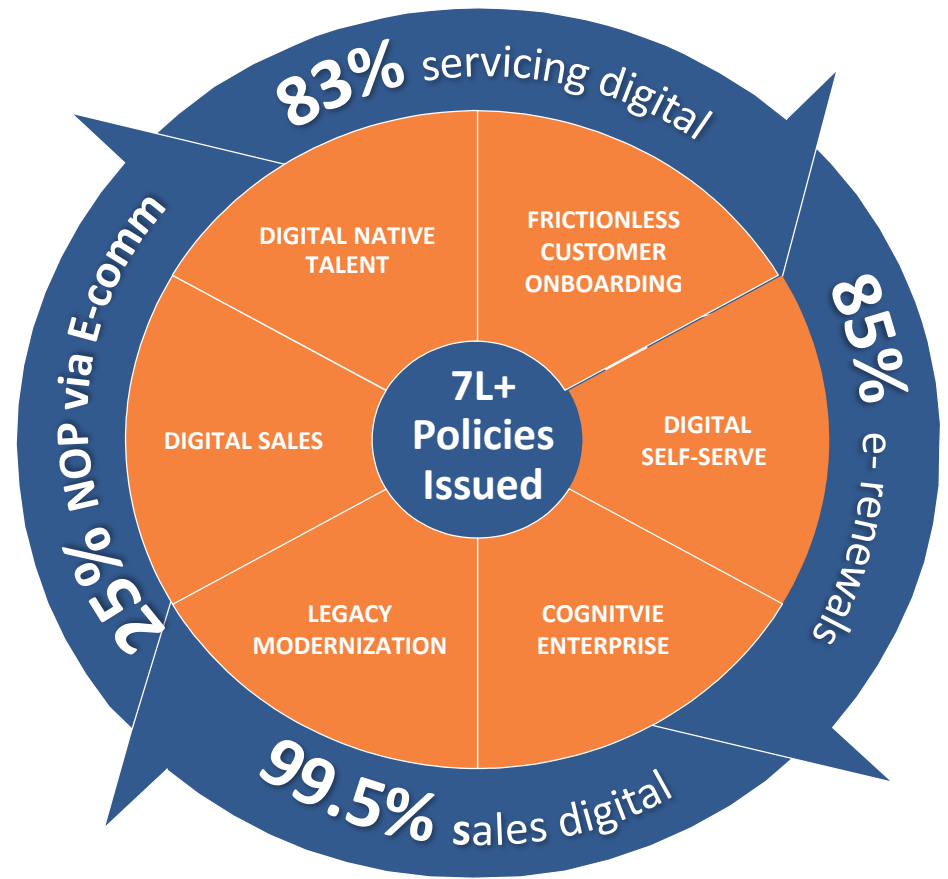 83% servicing digital
85% e- renewals
99.5% sales digital
25% NOP via E-comm
DIGITAL NATIVE
TALENT
FRICTIONLESS
CUSTOMER
ONBOARDING
DIGITAL SALES
7L+
Policies
Issued
DIGITAL
SELF-SERVE
LEGACY
MODERNIZATION
COGNITVIE
ENTERPRISE